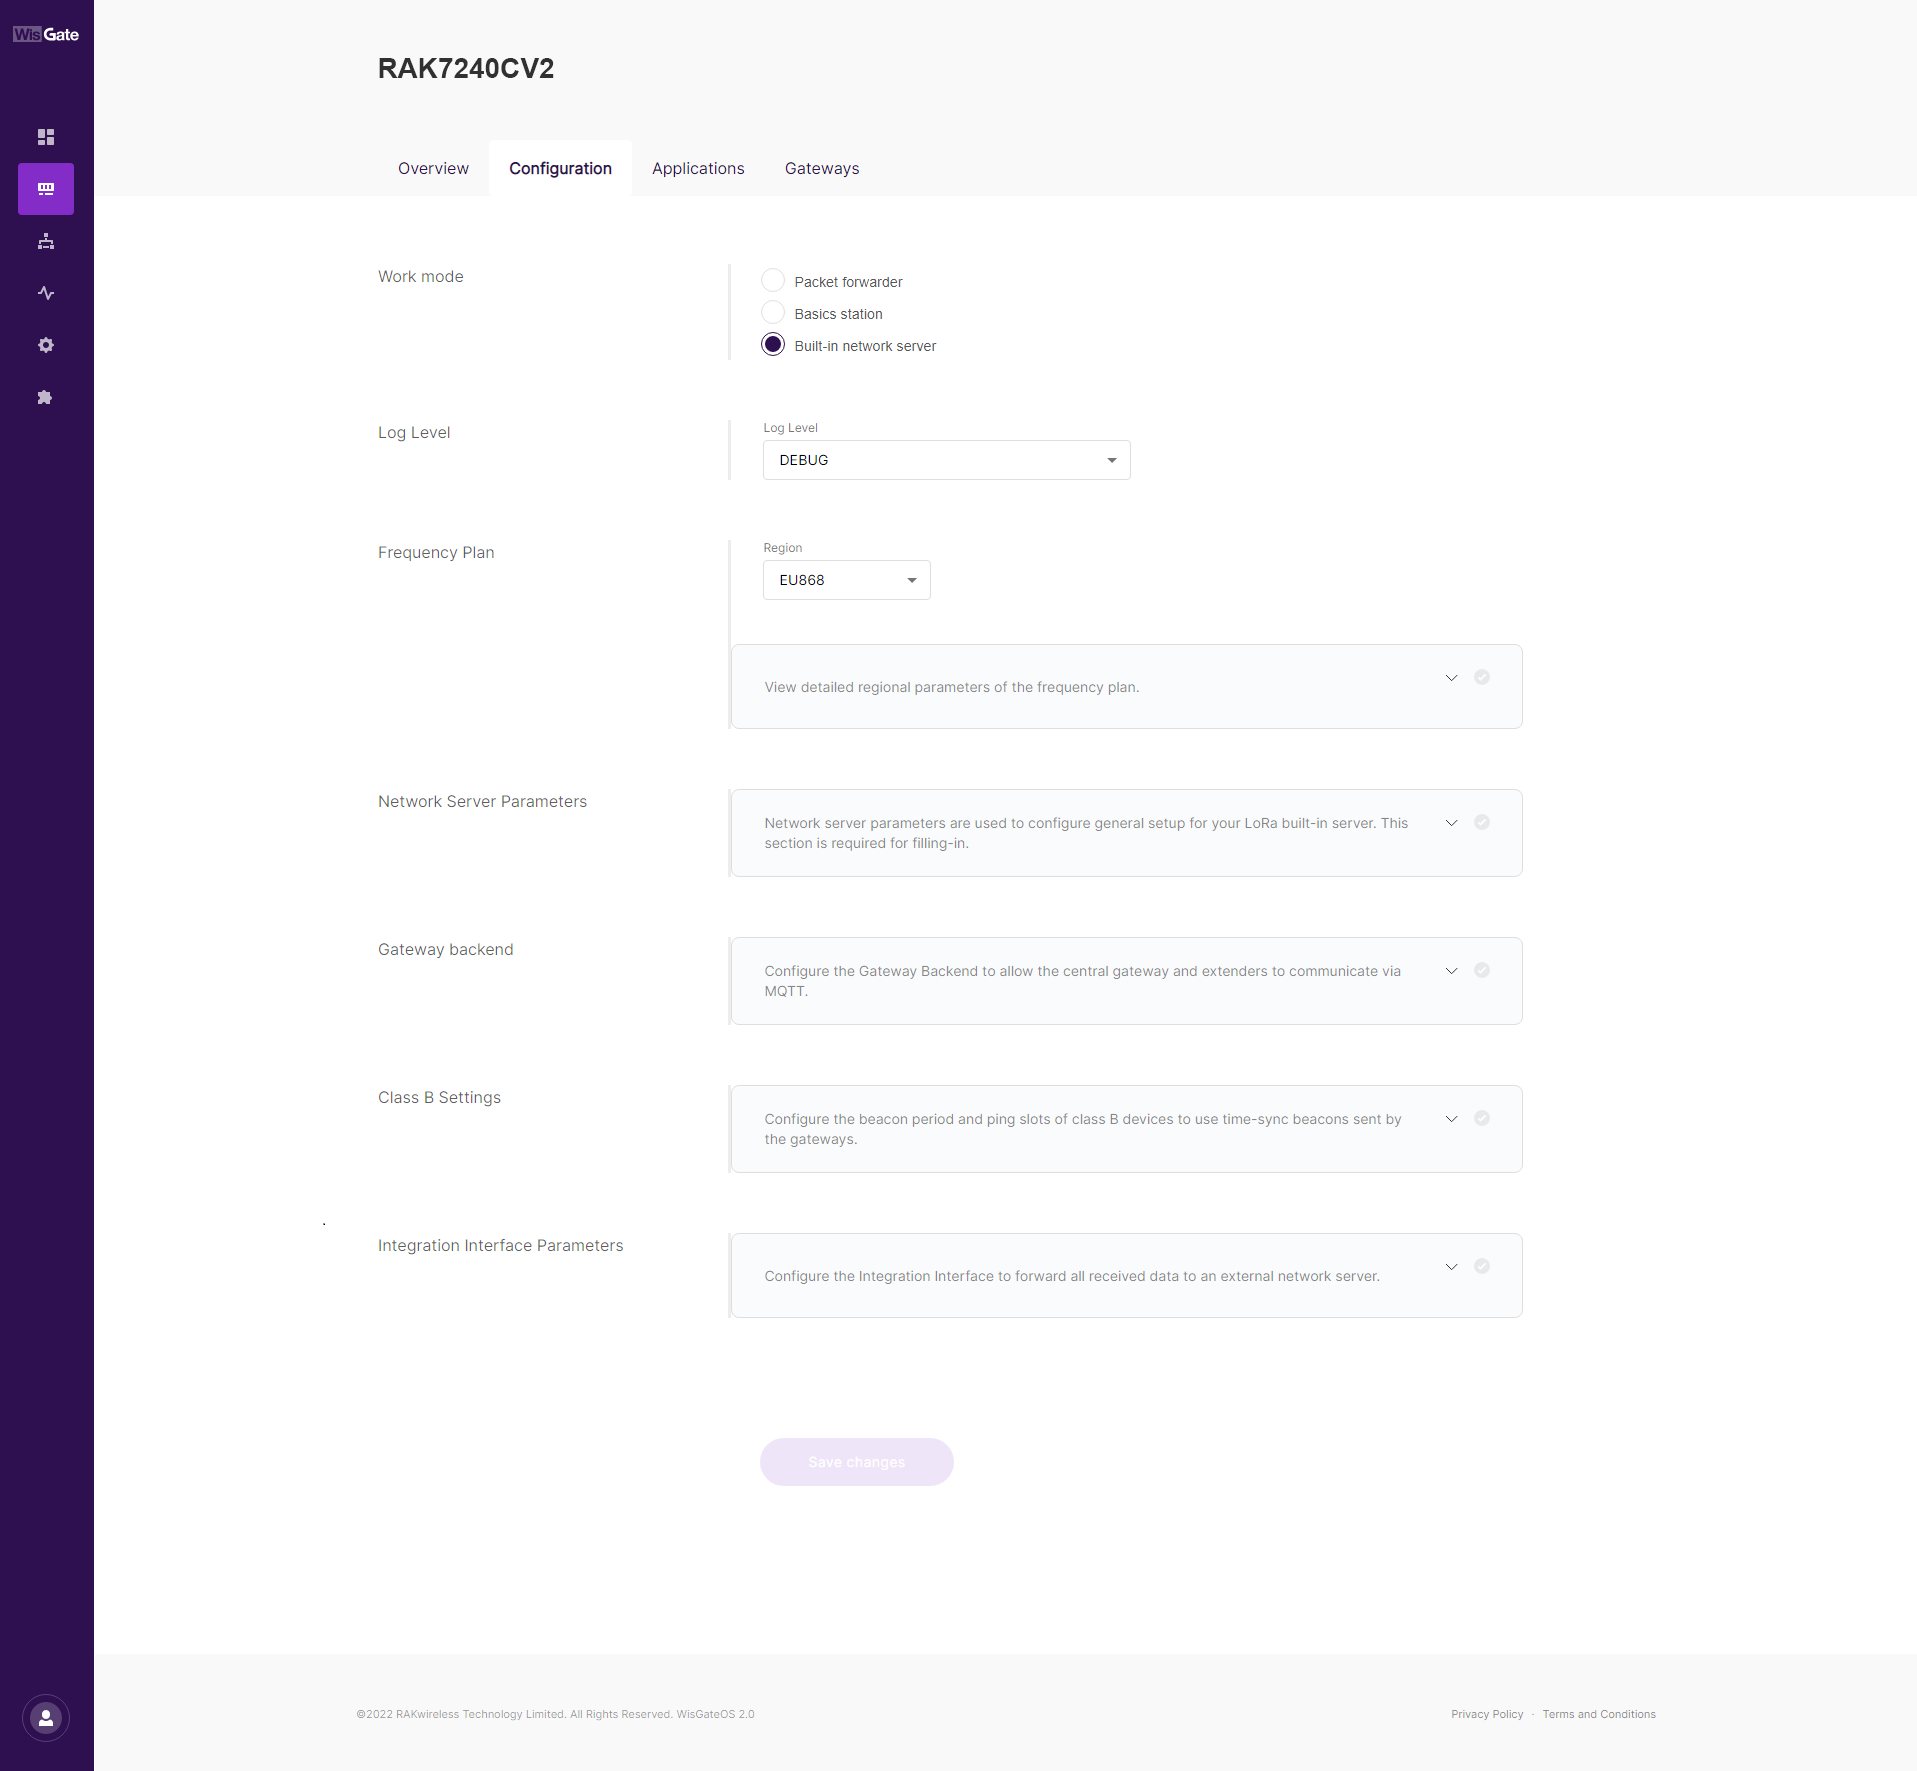 WisGate
RAK7240CV2
Overview
Configuration
Applications
Gateways
Work mode
Packet forwarder
Basics station
Built-in network server
Log Level
Log Level
DEBUG
Frequency Plan
Region
EU868
View detailed regional parameters of the frequency plan.
Network Server Parameters
Network server parameters are used to configure general setup for your LoRa built-in server. This
section is required for filling-in.
Gateway backend
Configure the Gateway Backend to allow the central gateway and extenders to communicate via
MQTT.
Class B Settings
Configure the beacon period and ping slots of class B devices to use time-sync beacons sent by
the gateways.
Integration Interface Parameters
Configure the Integration Interface to forward all received data to an external network server.
Save changes
©2022 RAKwireless Technology Limited. All Rights Reserved. WisGateOS 2.0
Privacy Policy · Terms and Conditions